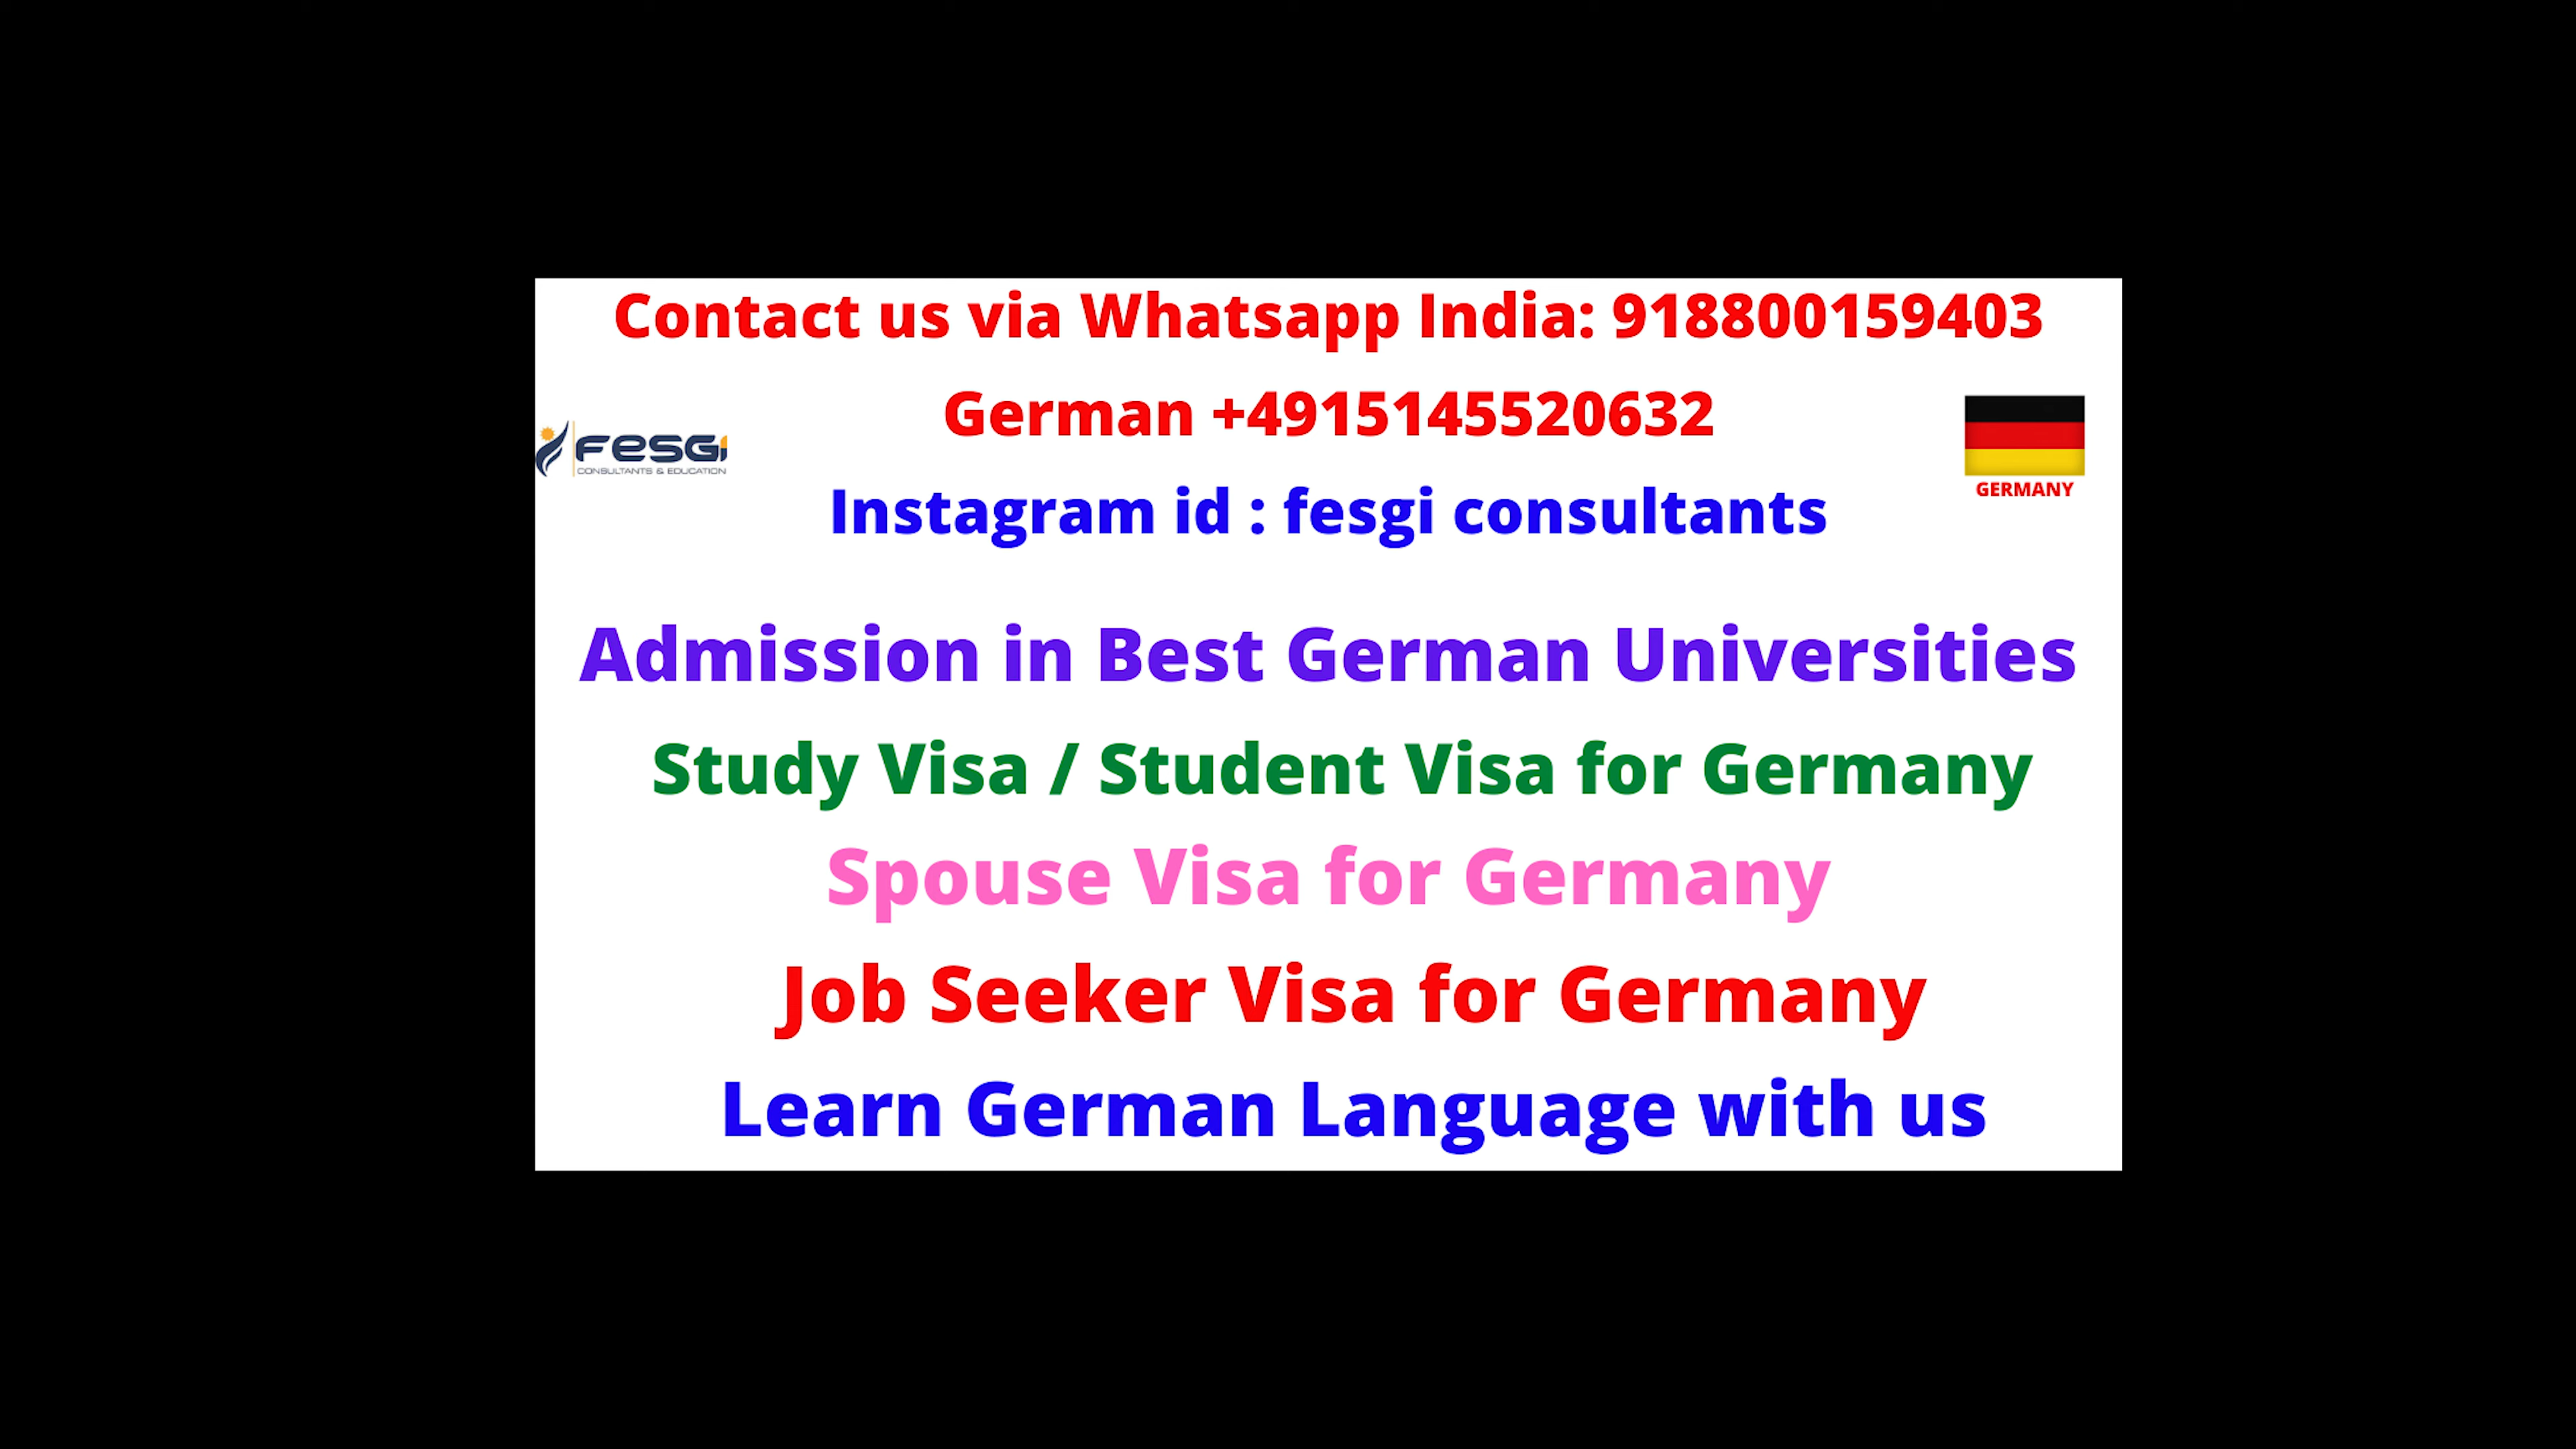 Contact us via Whatsapp India: 918800159403
German +4915145520632
FESGI
CONSULTANTS & EDUCATION
GERMANY
Instagram id : fesgi consultants
Admission in Best German Universities
Study Visa / Student Visa for Germany
Spouse Visa for Germany
Job Seeker Visa for Germany
Learn German Language with us